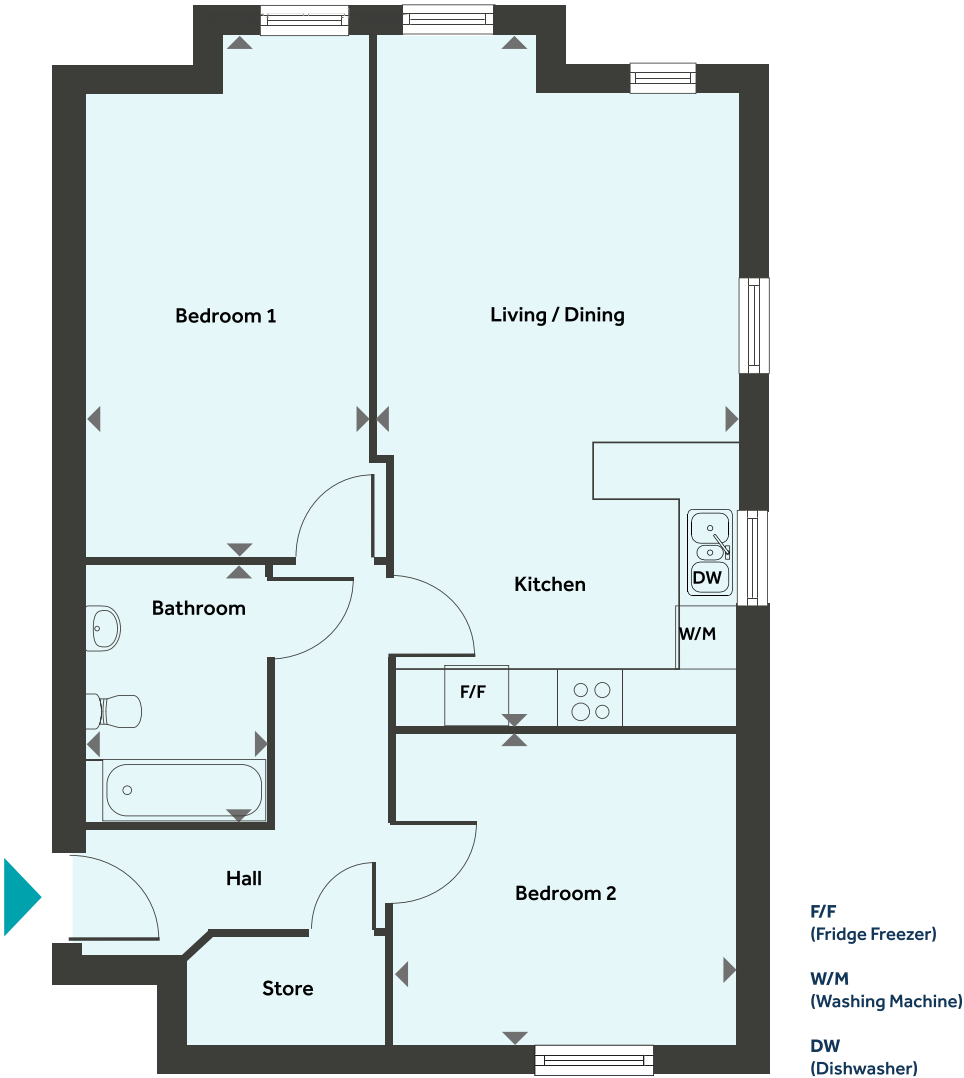 Bedroom 1
Living / Dining
Kitchen
DW
Bathroom
W/M
F/F
Hall
Bedroom 2
Store
F/F
(Fridge Freezer)
W/M
(Washing Machine)
DW
(Dishwasher)